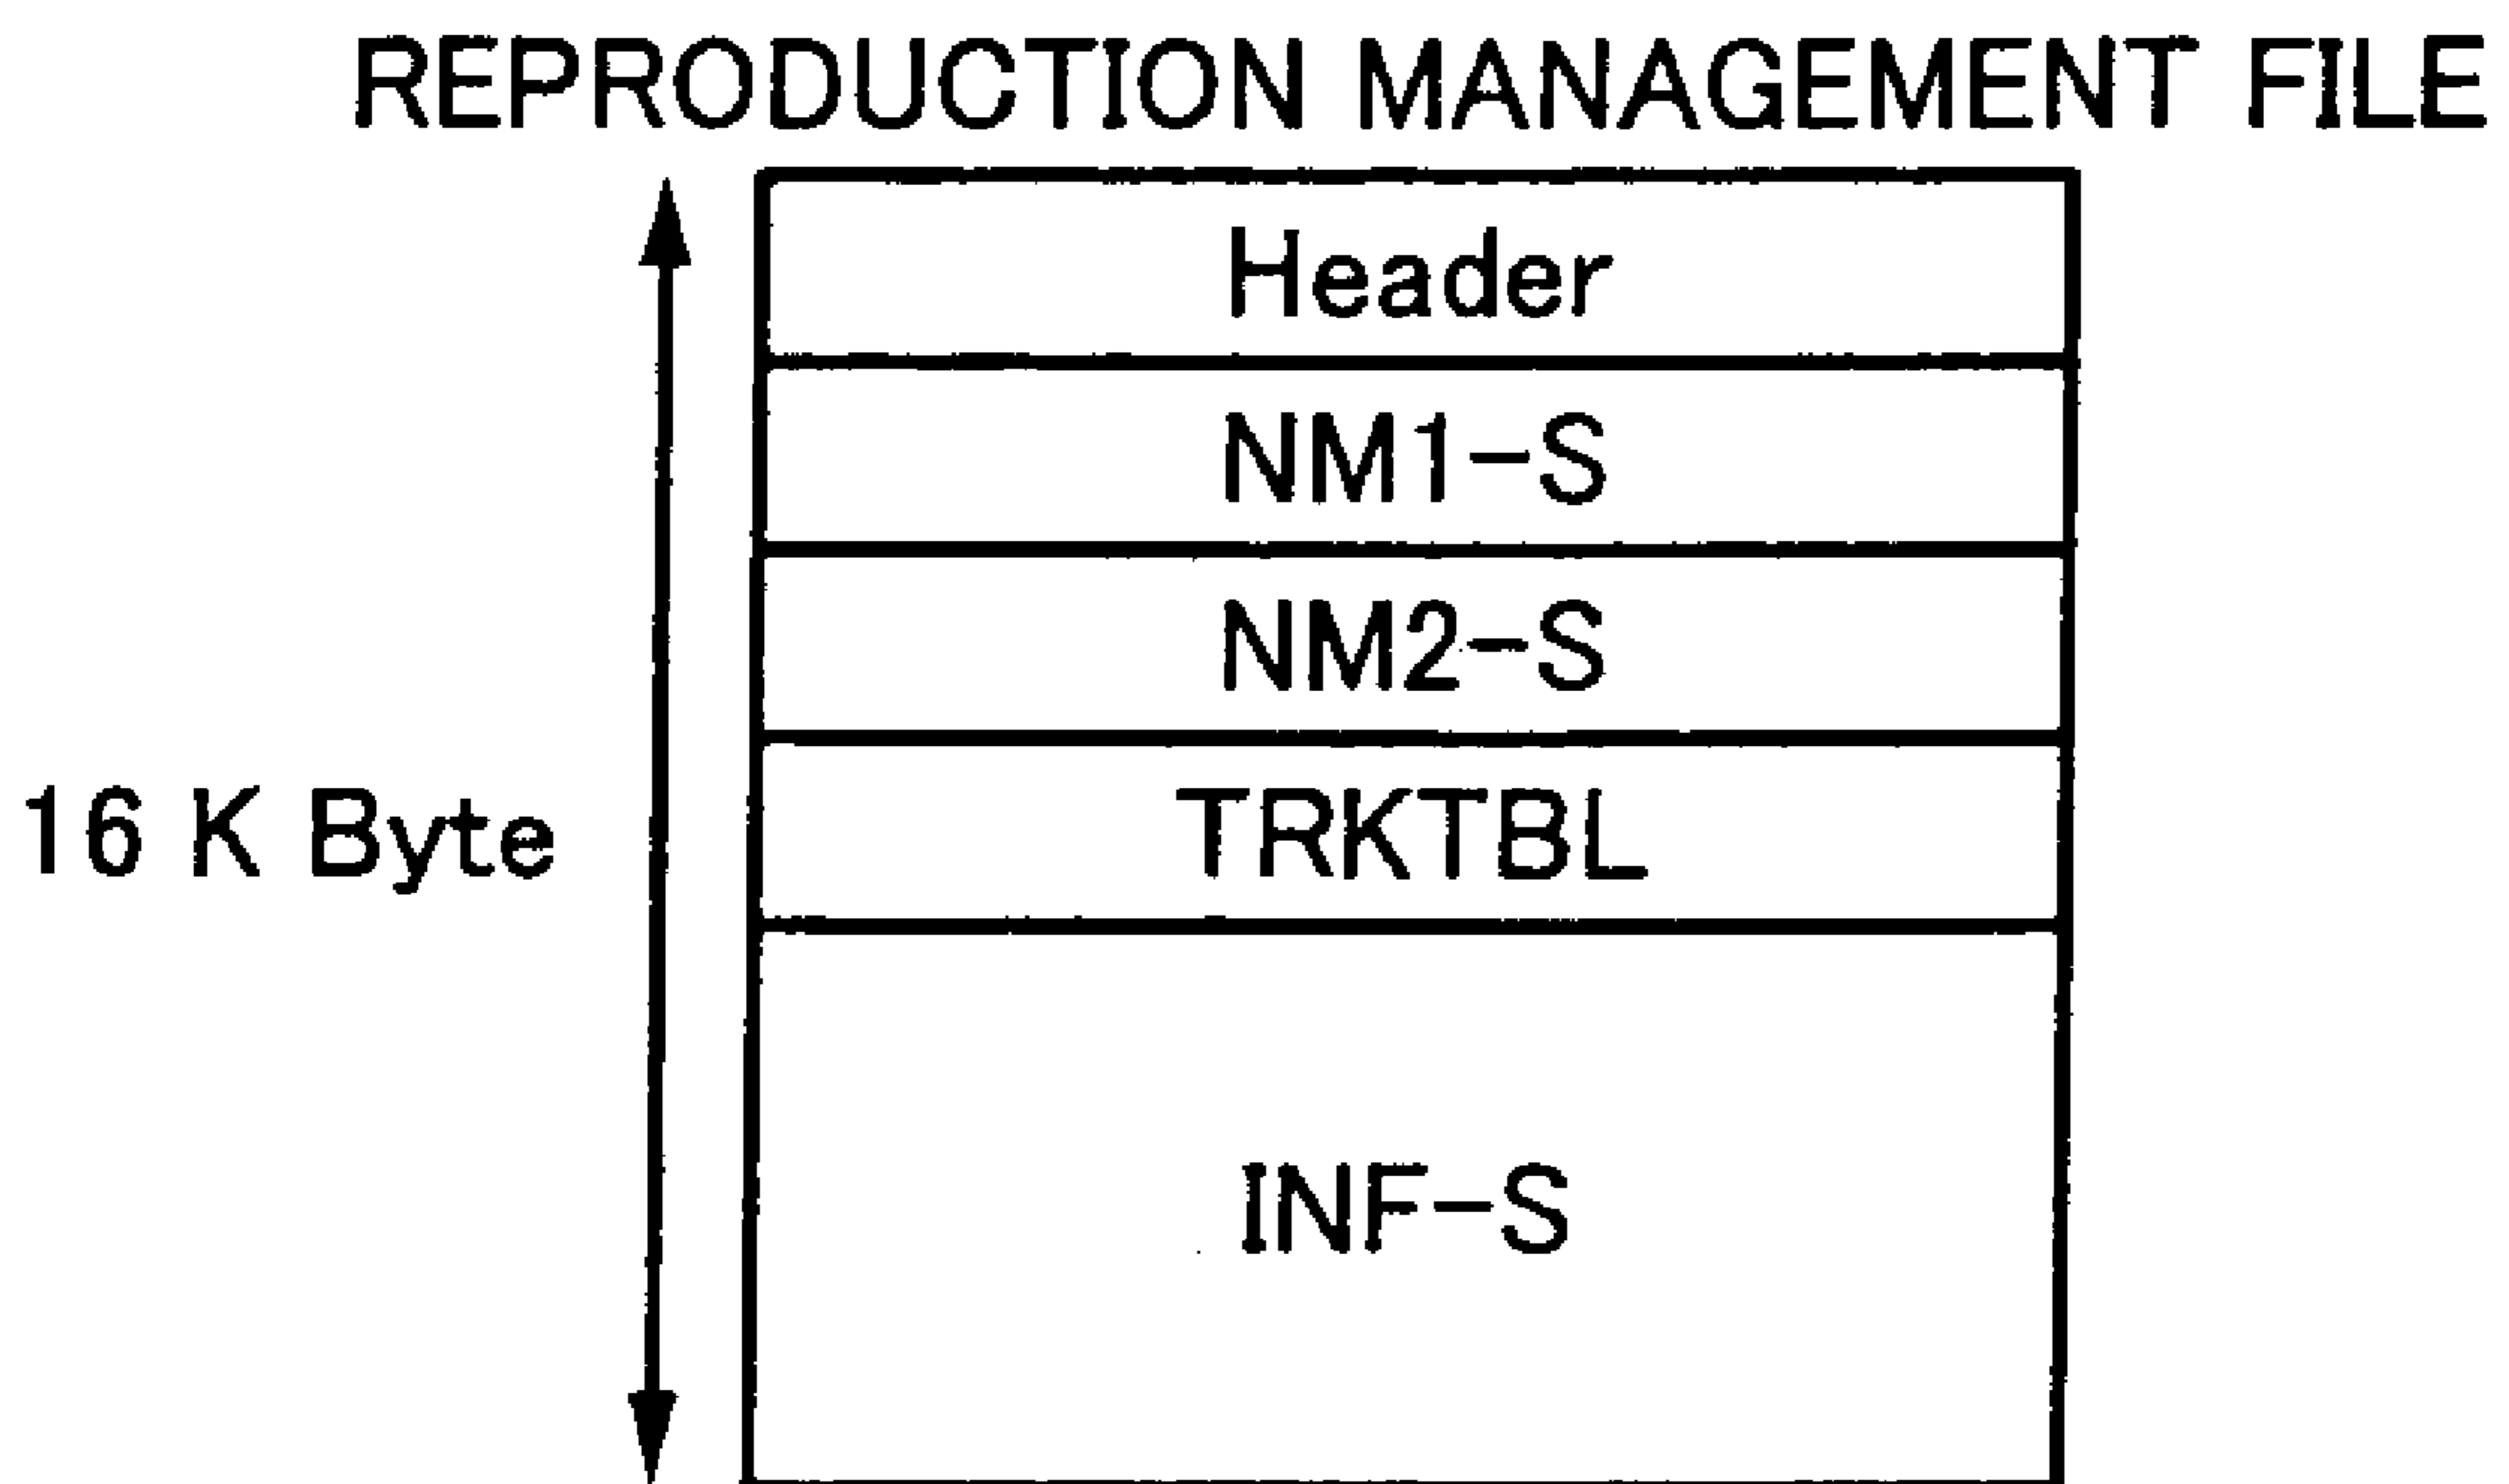 REPRODUCTION MANAGEMENT FILE
Header
NM1-S
NM2-S
16 K Byte
TRKTBL
INF-S